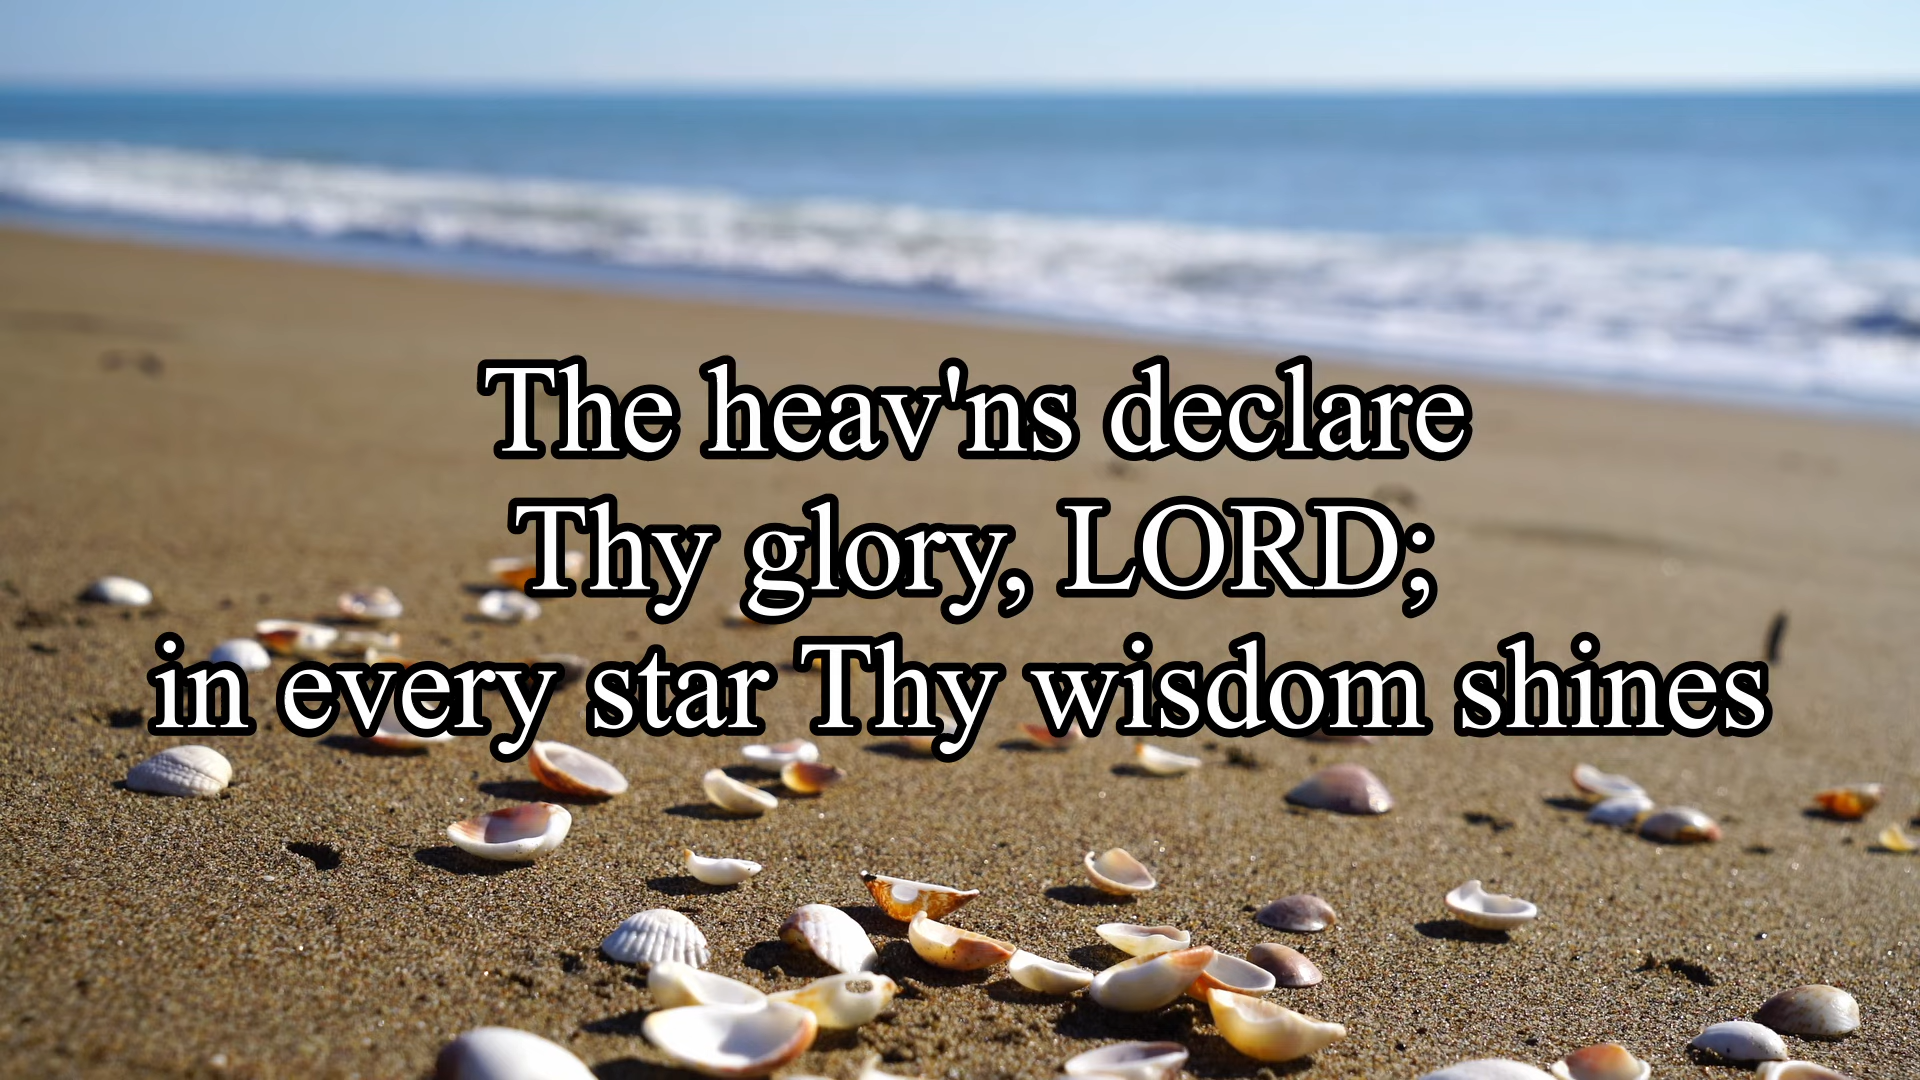 The heav'ns declare
Thy glory, LORD;
in every star Thy wisdom shines